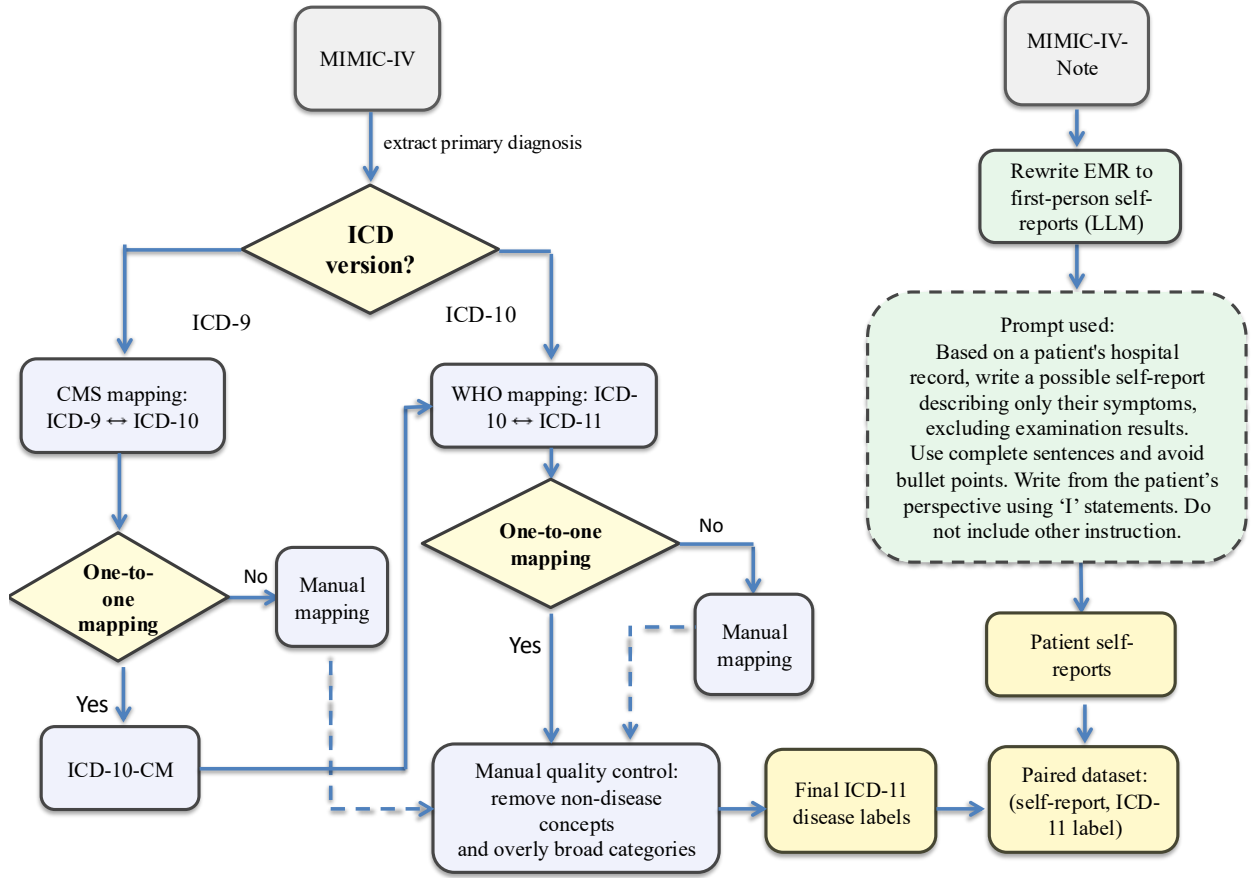 MIMIC-IV
extract primary diagnosis
ICD
version?
ICD-9
ICD-10
CMS mapping:
ICD-9 ↔ ICD-10
WHO mapping: ICD-
10 ↔ ICD-11
One-to-
one
mapping
No
Manual
mapping
Yes
ICD-10-CM
One-to-one
mapping
No
Manual
mapping
Yes
Manual quality control:
remove non-disease
concepts
and overly broad categories
Final ICD-11
disease labels
MIMIC-IV-
Note
Rewrite EMR to
first-person self-
reports (LLM)
Prompt used:
Based on a patient's hospital
record, write a possible self-report
describing only their symptoms,
excluding examination results.
Use complete sentences and avoid
bullet points. Write from the patient’s
perspective using ‘I’ statements. Do
not include other instruction.
Patient self-
reports
Paired dataset:
(self-report, ICD-
11 label)